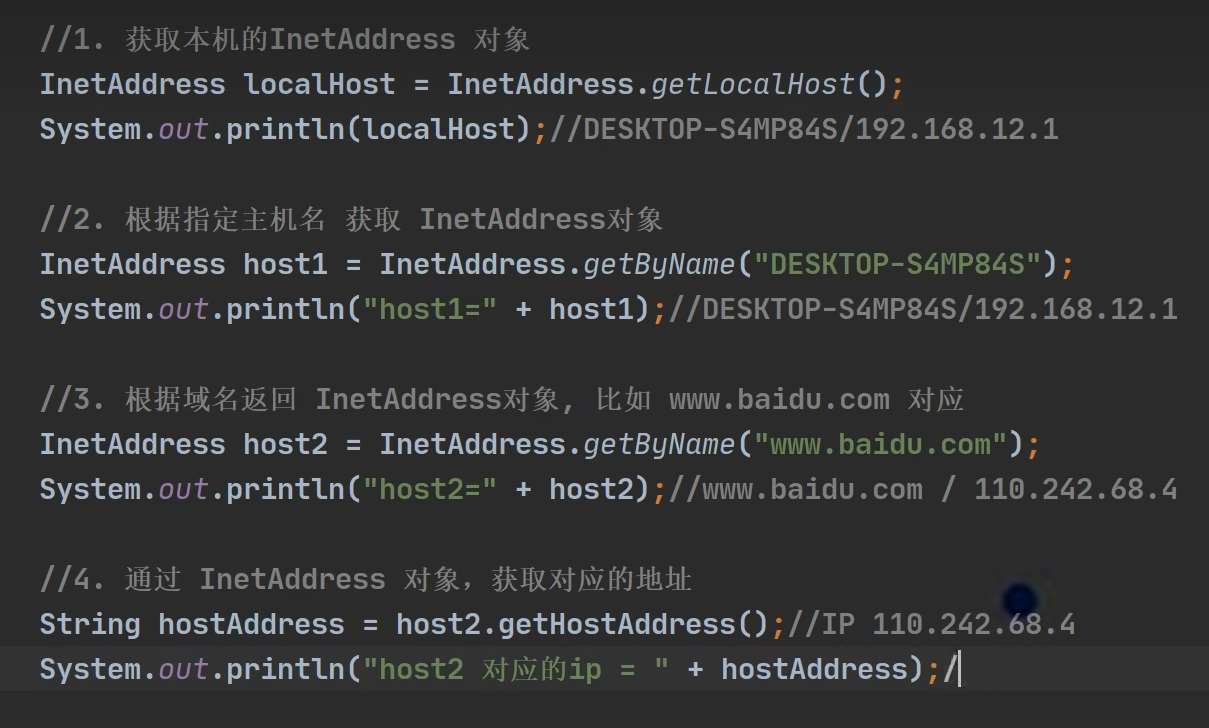 //1. 获取本机的InetAddress 对象
InetAddress localHost = InetAddress.getLocalHost();
System.out.println(localHost);//DESKTOP-S4MP84S/192.168.12.1
//2. 根据指定主机名 获取 InetAddress对象
InetAddress host1 = InetAddress.getByName("DESKTOP-S4MP84S");
System.out.println("host1=" + host1);//DESKTOP-S4MP84S/192.168.12.1
//3. 根据域名返回 InetAddress对象, 比如 www.baidu.com 对应
InetAddress host2 = InetAddress.getByName("www.baidu.com");
System.out.println("host2=" + host2);//www.baidu.com / 110.242.68.4
//4. 通过 InetAddress 对象，获取对应的地址
String hostAddress = host2.getHostAddress();//IP 110.242.68.4
System.out.println("host2 对应的ip = " + hostAddress);/